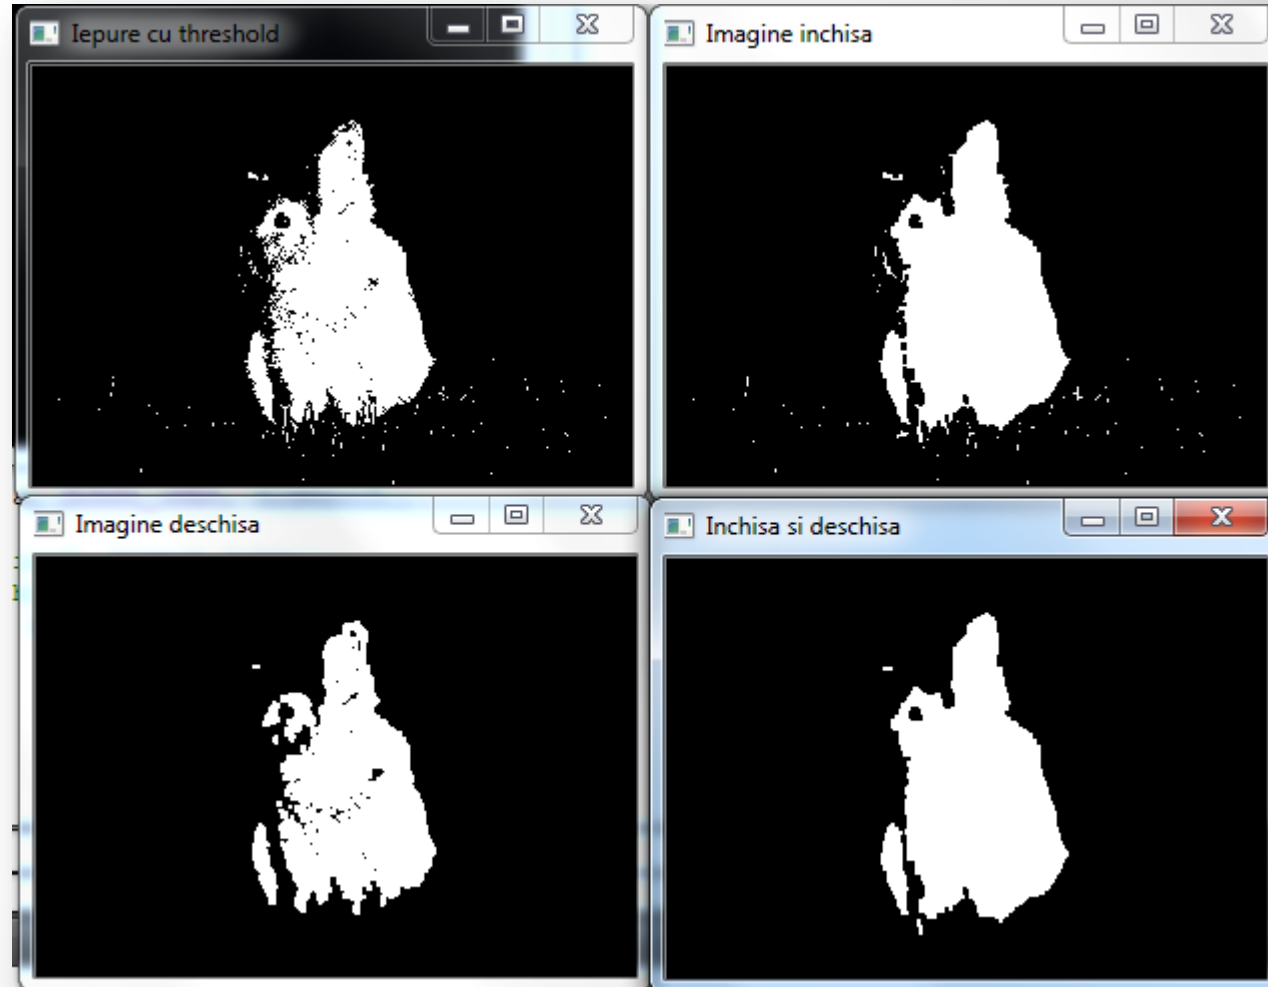 Iepure cu threshold
Imagine inchisa
Imagine deschisa
Inchisa si deschisa